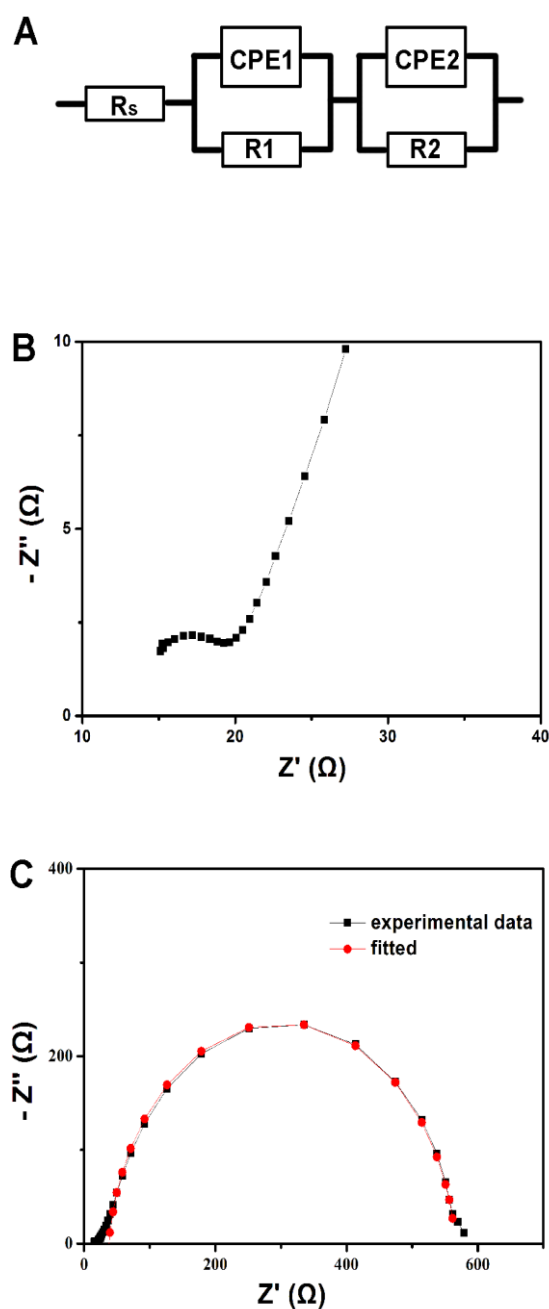 A
CPE1 CPE2
Rs
R1 R2
B
10
5
0
- Z'' (Ω)
10 20 30 40
Z' (Ω)
C
400
200
0
- Z'' (Ω)
experimental data
fitted
0 200 400 600
Z' (Ω)